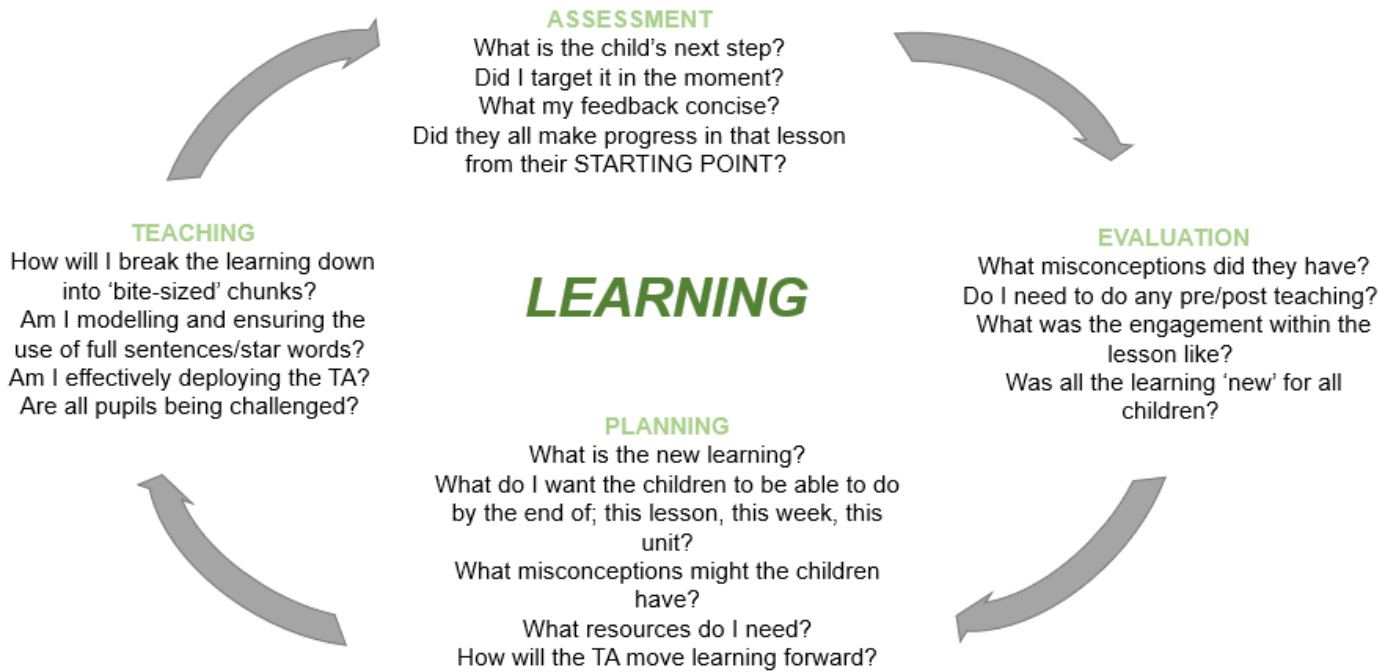 ASSESSMENT
What is the child's next step?
Did I target it in the moment?
What my feedback concise?
Did they all make progress in that lesson
from their STARTING POINT?
TEACHING
How will I break the learning down
into ‘bite-sized’ chunks?
Am I modelling and ensuring the
use of full sentences/star words?
Am I effectively deploying the TA?
Are all pupils being challenged?
LEARNING
EVALUATION
What misconceptions did they have?
Do I need to do any pre/post teaching?
What was the engagement within the
lesson like?
Was all the learning ‘new’ for all
children?
PLANNING
What is the new learning?
What do I want the children to be able to do
by the end of; this lesson, this week, this
unit?
What misconceptions might the children
have?
What resources do I need?
How will the TA move learning forward?